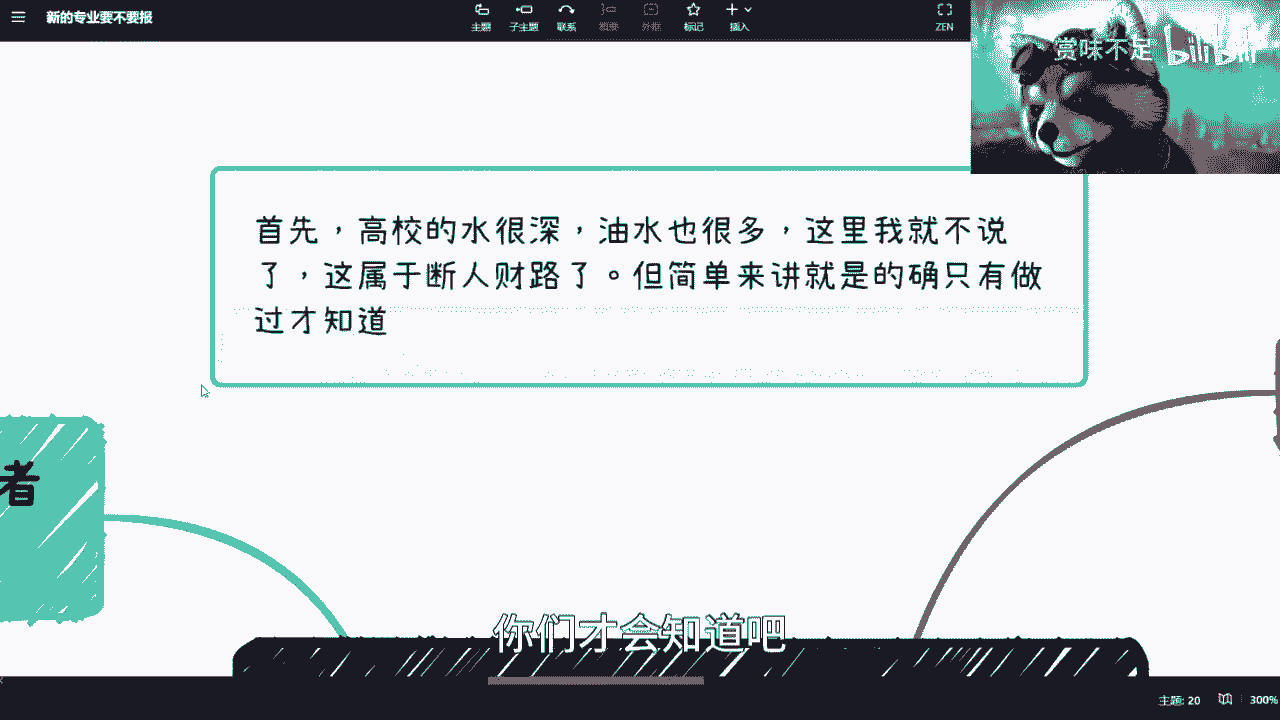 新的专业要不要报
主题 子主题 联系 概要 外框 标记 插入 ZEN
赏味不足 bilibili
首先，高校的水很深，油水也很多，这里我就不说
了，这属于断人财路了。但简单来讲就是的确只有做
过才知道
者
你们才会知道吧
主题: 20 300%